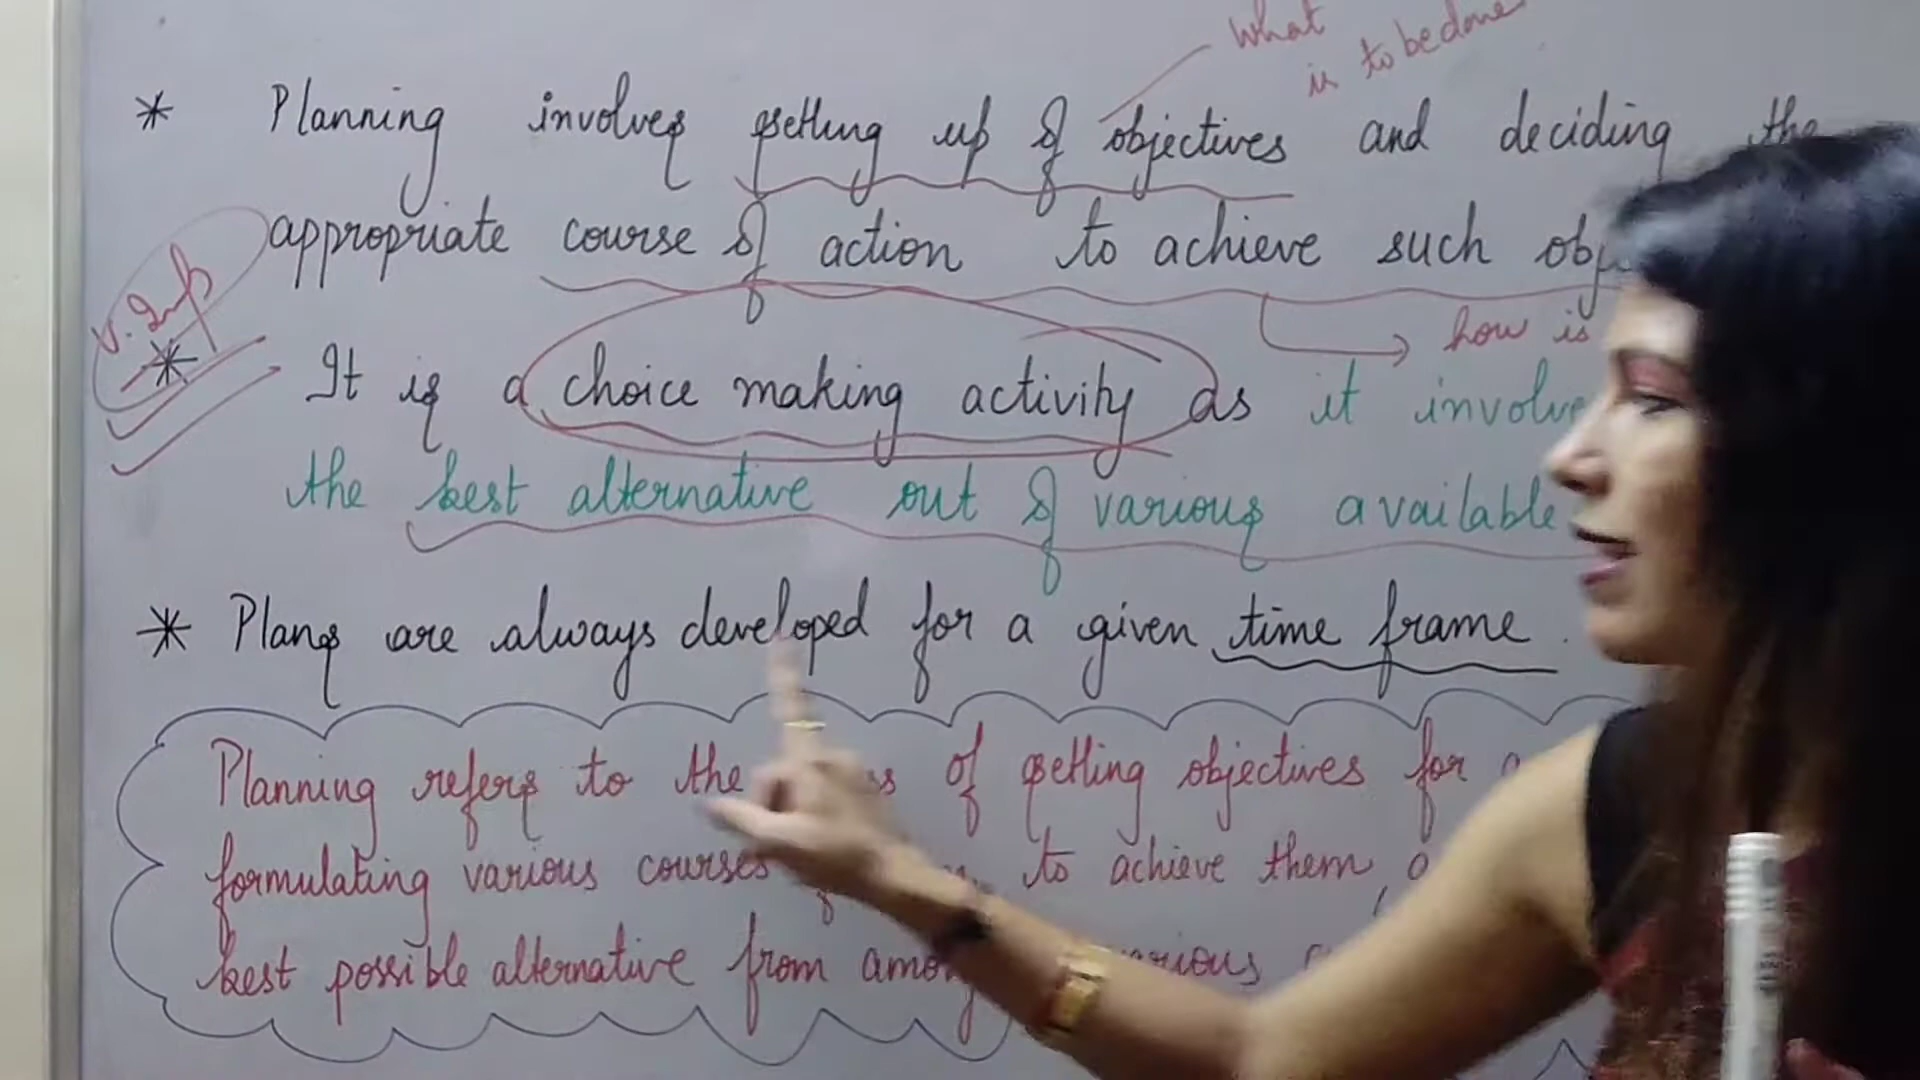 What
is to be done
* Planning involves setting up of objectives and deciding the
appropriate course of action to achieve such
how is
V. Imp
* It is a choice making activity as it
the best alternative out of various available
* Plans are always developed for a given time frame.
Planning refers to the of setting objectives for a
formulating various courses to achieve them,
best possible alternative from various